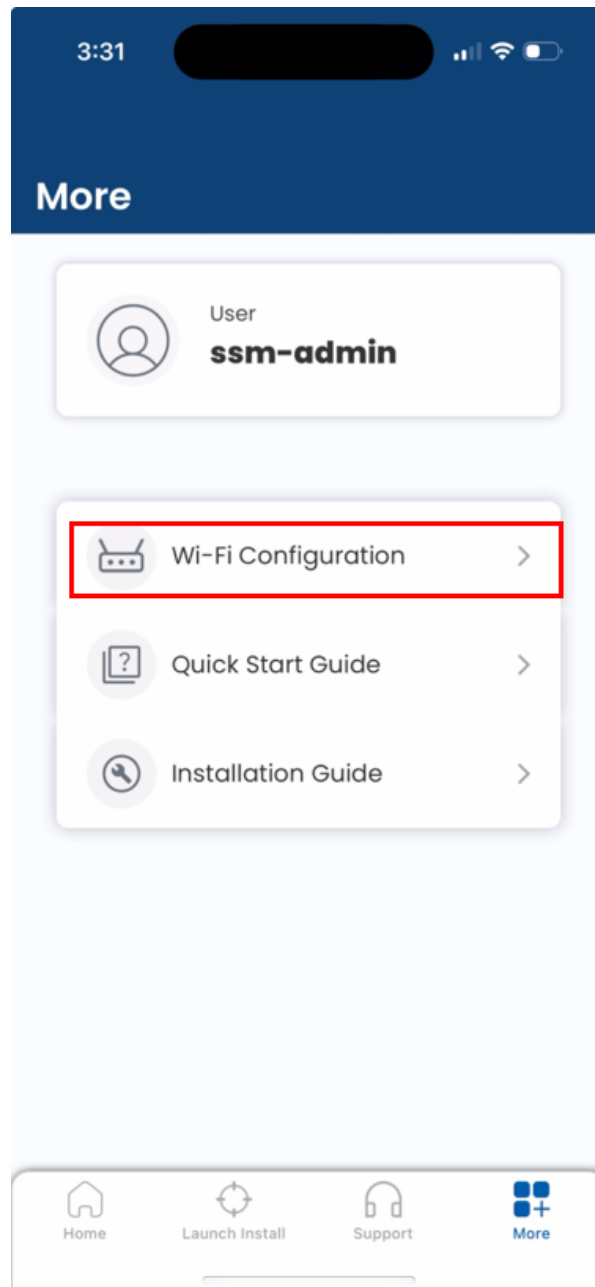 3:31
More
User
ssm-admin
Wi-Fi Configuration
Quick Start Guide
Installation Guide
Home Launch Install Support More